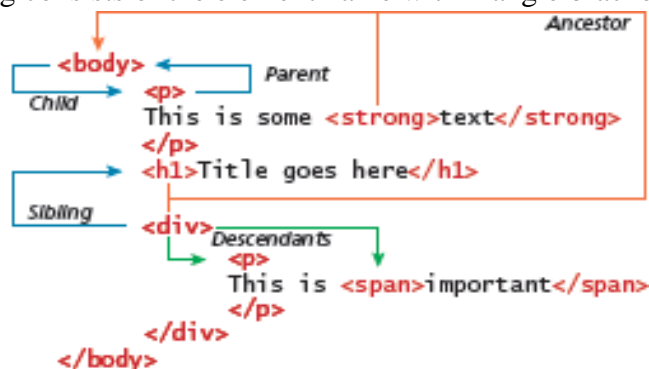 Ancestor
<body>
Parent
<p>
Child
This is some <strong>text</strong>
</p>
<h1>Title goes here</h1>
Sibling
<div>
Descendants
<p>
This is <span>important</span>
</p>
</div>
</body>